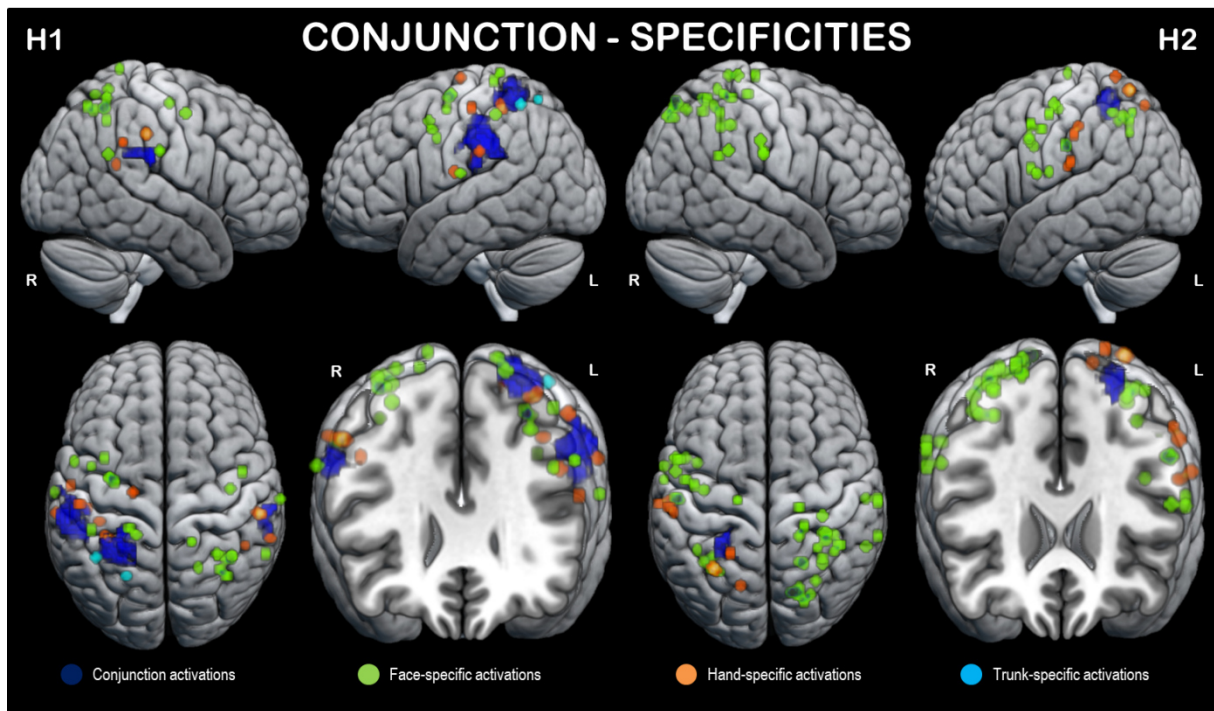 H1
CONJUNCTION - SPECIFICITIES
H2
R
L
R
L
R
L
R
L
Conjunction activations
Face-specific activations
Hand-specific activations
Trunk-specific activations